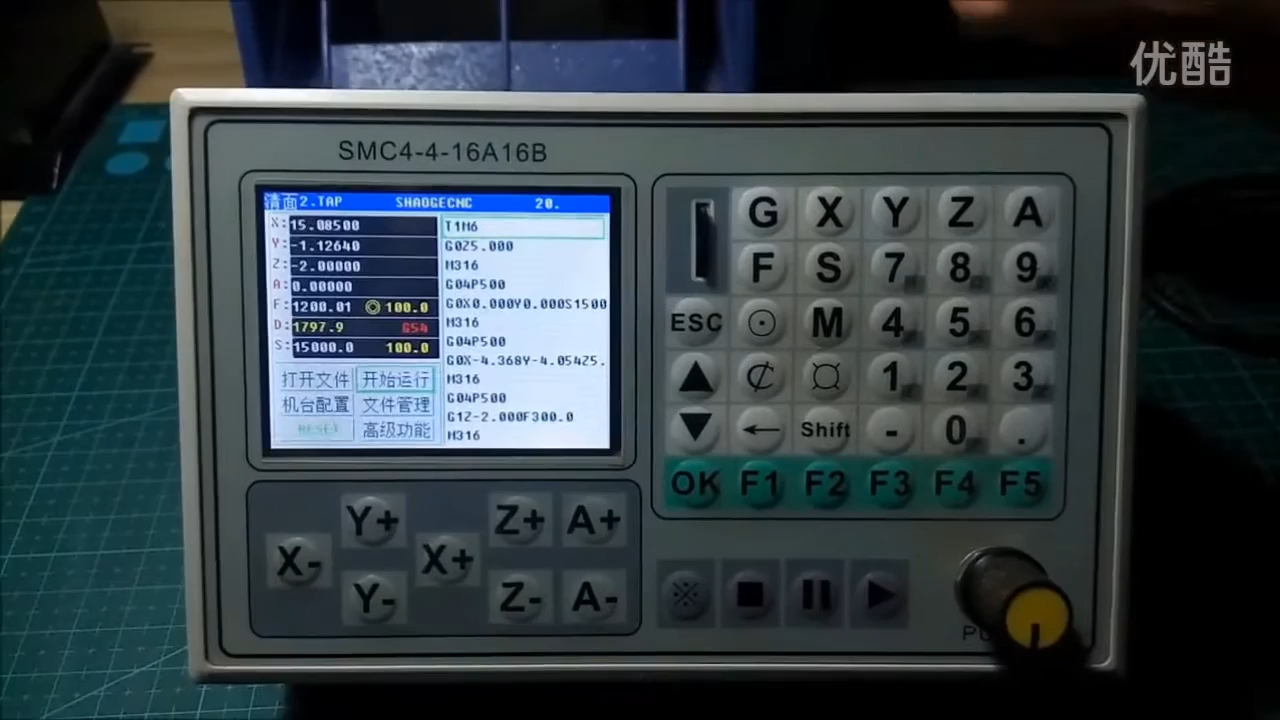 优酷
SMC4-4-16A16B
清面2.TAP SHAOGECNC 20.
X:15.08500
Y:-1.12640
Z:-2.00000
A:0.00000
F:1200.01 100.0
D:1797.9 G54
S:15000.0 100.0
打开文件 开始运行
机台配置 文件管理
RESET 高级功能
T1M6
G0Z5.000
M316
G04P500
G0X0.000Y0.000S1500
M316
G04P500
G0X-4.368Y-4.054Z5.
M316
G04P500
G1Z-2.000F300.0
M316
G X Y Z A
F S 7 8 9
ESC M 4 5 6
1 2 3
Shift - 0 .
OK F1 F2 F3 F4 F5
Y+ Z+ A+
X- X+
Y- Z- A-